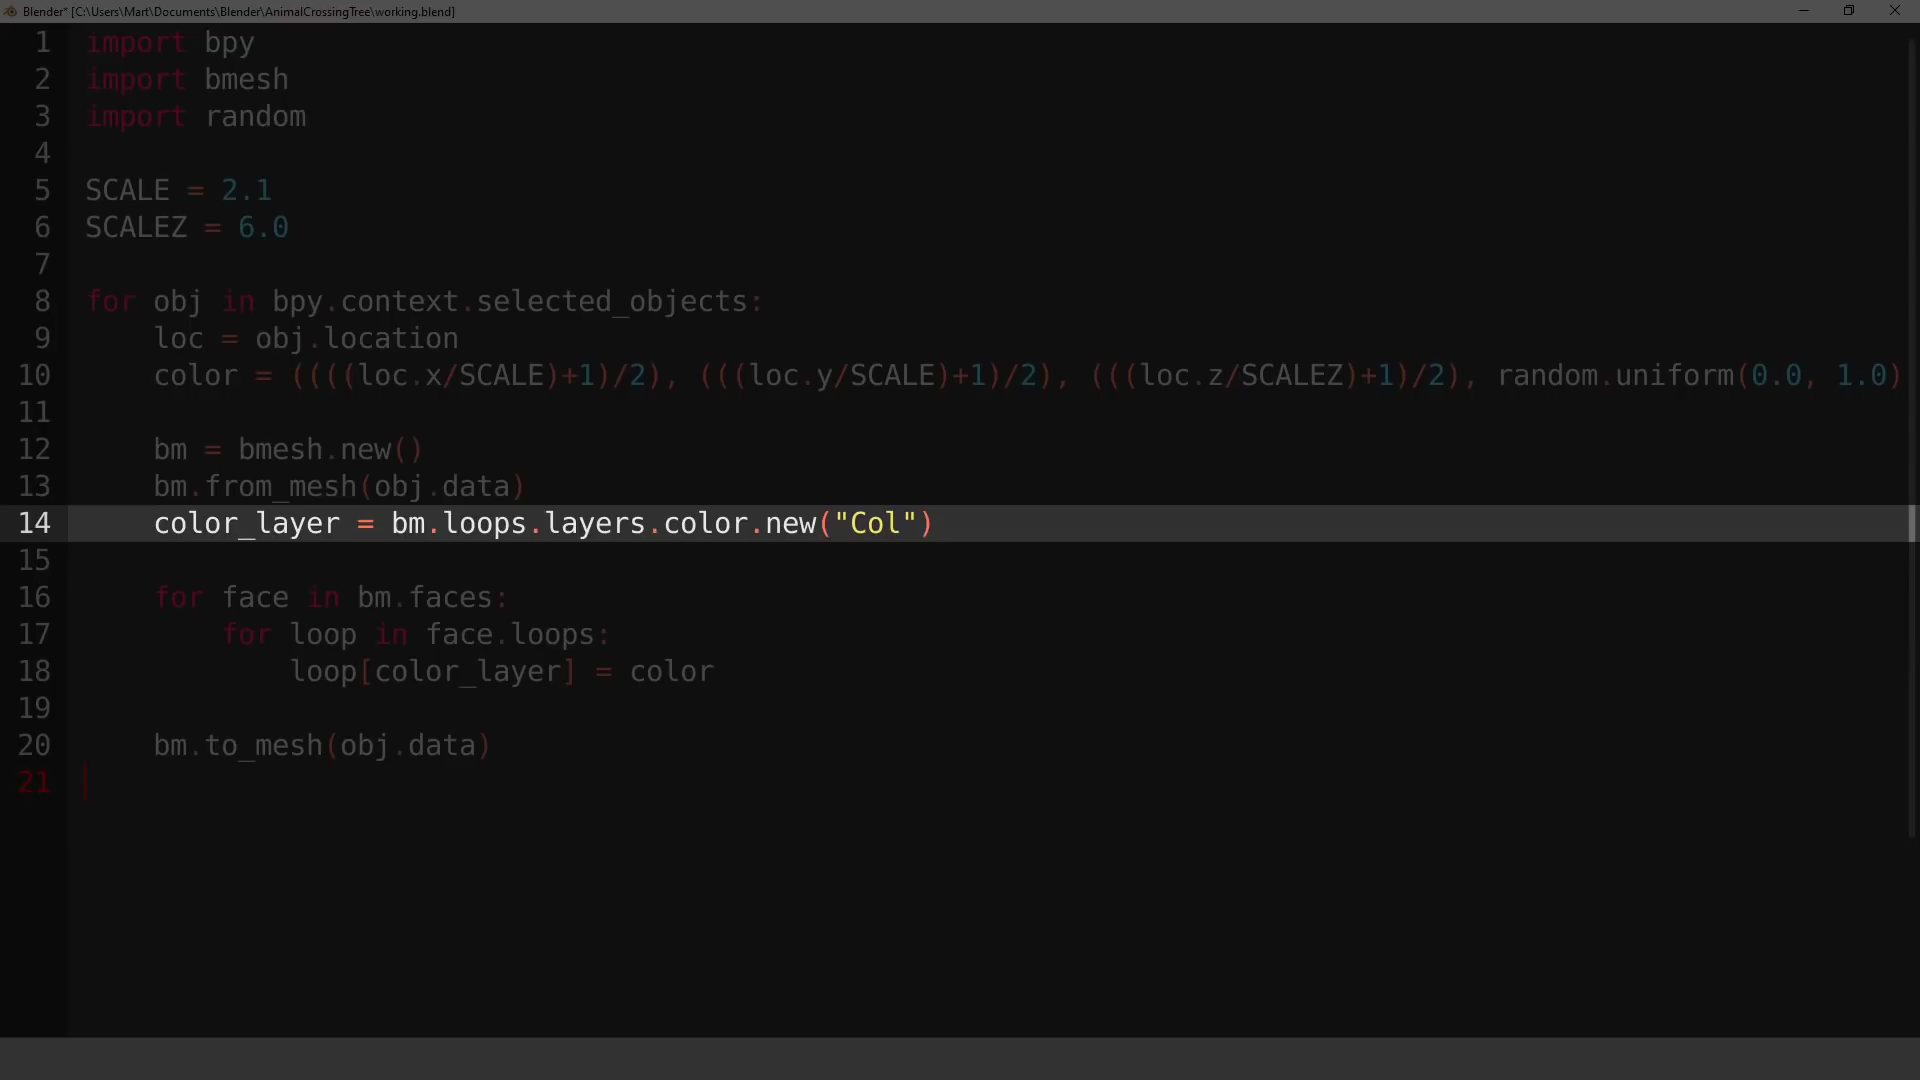 Blender* [C:\Users\Mart\Documents\Blender\AnimalCrossingTree\working.blend]
1 import bpy
2 import bmesh
3 import random
4
5 SCALE = 2.1
6 SCALEZ = 6.0
7
8 for obj in bpy.context.selected_objects:
9 loc = obj.location
10 color = ((((loc.x/SCALE)+1)/2), (((loc.y/SCALE)+1)/2), (((loc.z/SCALEZ)+1)/2), random.uniform(0.0, 1.0)
11
12 bm = bmesh.new()
13 bm.from_mesh(obj.data)
14 color_layer = bm.loops.layers.color.new("Col")
15
16 for face in bm.faces:
17 for loop in face.loops:
18 loop[color_layer] = color
19
20 bm.to_mesh(obj.data)
21